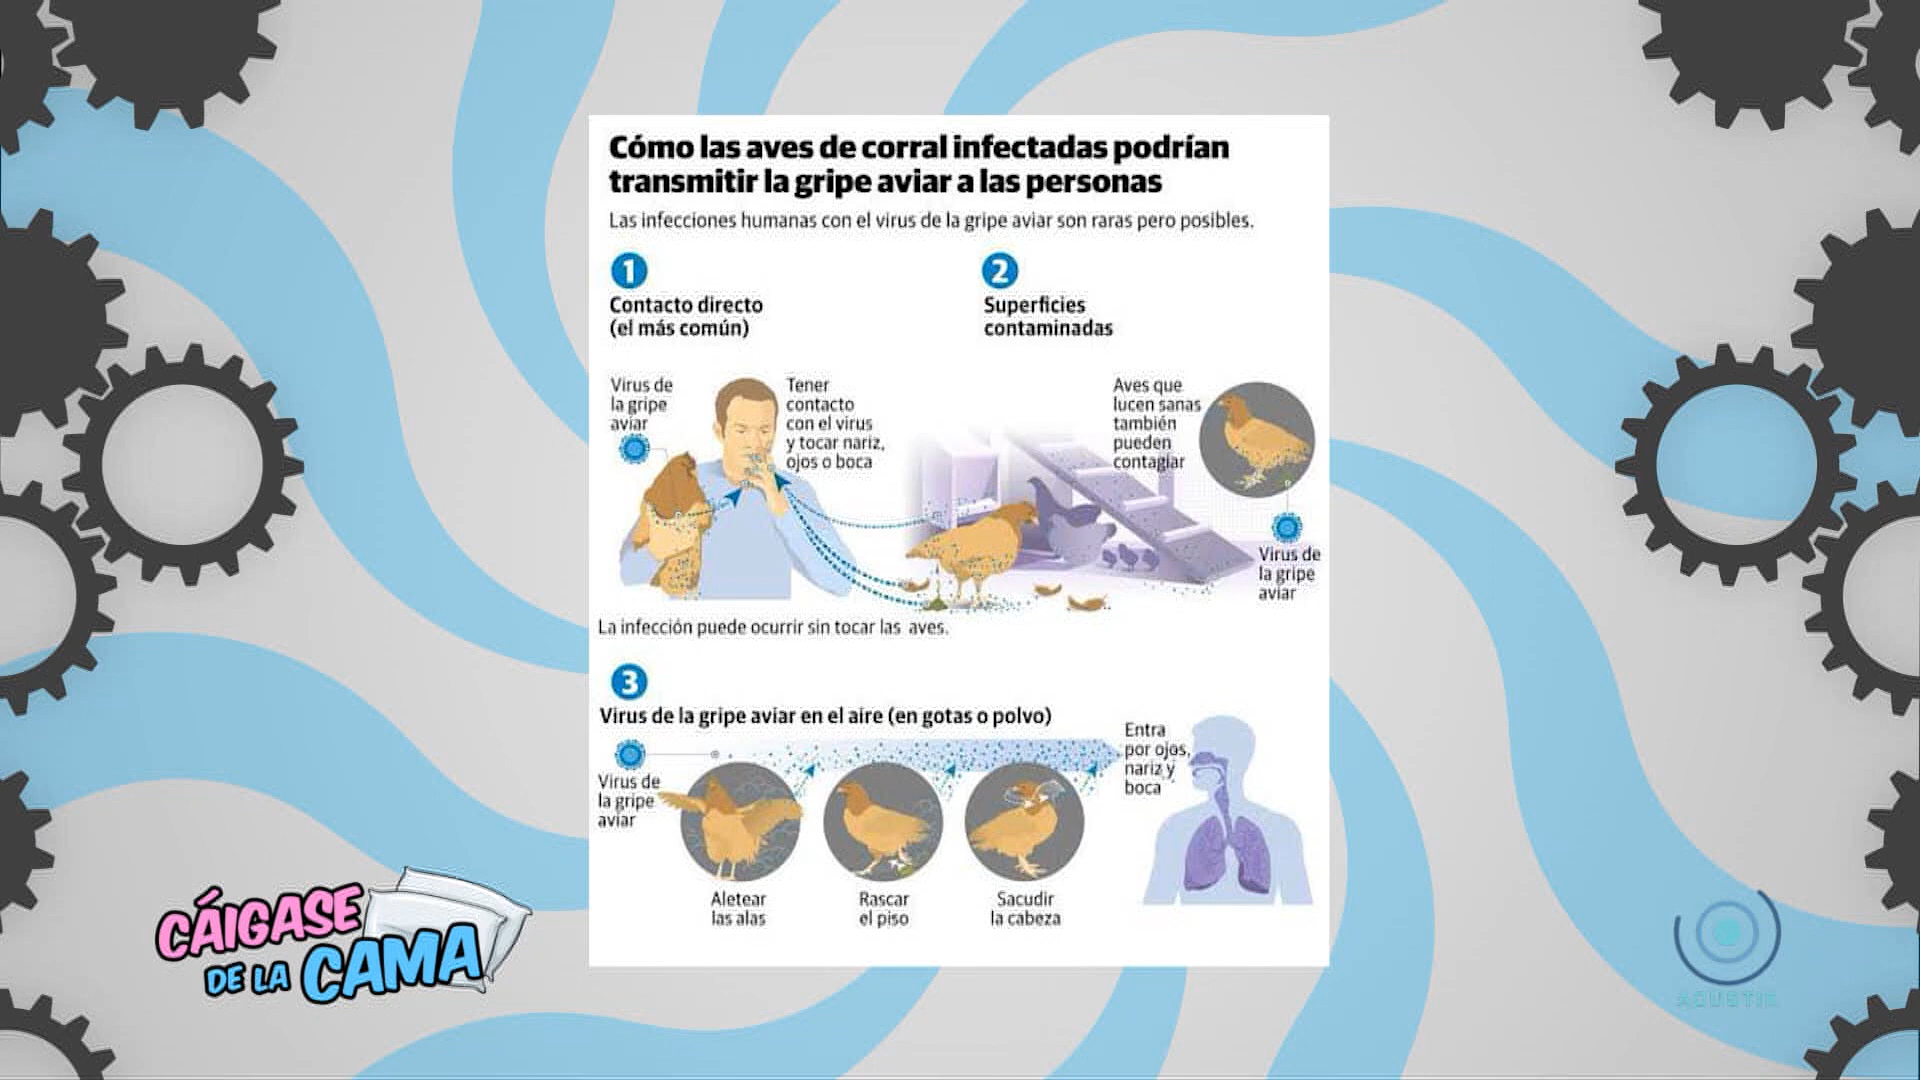 Cómo las aves de corral infectadas podrían
transmitir la gripe aviar a las personas
Las infecciones humanas con el virus de la gripe aviar son raras pero posibles.
1
Contacto directo
(el más común)
2
Superficies
contaminadas
Virus de
la gripe
aviar
Tener
contacto
con el virus
y tocar nariz,
ojos o boca
Aves que
lucen sanas
también
pueden
contagiar
Virus de
la gripe
aviar
La infección puede ocurrir sin tocar las aves.
3
Virus de la gripe aviar en el aire (en gotas o polvo)
Virus de
la gripe
aviar
Entra
por ojos,
nariz y
boca
Aletear
las alas
Rascar
el piso
Sacudir
la cabeza
CÁIGASE
DE LA CAMA
ACUSTIK